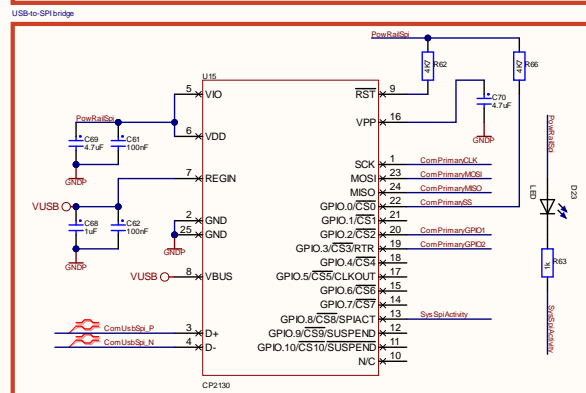 USB-to-SPI bridge
PowRailSpi
R62
4K7
R66
4K7
U15
5
VIO
RST
9
C70
4.7uF
VPP
16
PowRailSpi
6
VDD
C69
4.7uF
C61
100nF
GNDP
GNDP
PowRailSpi
SCK
1
ComPrimaryCLK
7
REGIN
MOSI
23
ComPrimaryMOSI
MISO
24
ComPrimaryMISO
VUSB
GPIO.0/CS0
22
ComPrimarySS
LED
D23
2
GND
GPIO.1/CS1
21
C68
1uF
C62
100nF
25
GND
GPIO.2/CS2
20
ComPrimaryGPIO1
GPIO.3/CS3/RTR
19
ComPrimaryGPIO2
GNDP
GNDP
GPIO.4/CS4
18
R63
1k
VUSB
8
VBUS
GPIO.5/CS5/CLKOUT
17
GPIO.6/CS6
15
GPIO.7/CS7
14
GPIO.8/CS8/SPIACT
13
SysSpiActivity
SysSpiActivity
ComUsbSpi_P
3
D+
GPIO.9/CS9/SUSPEND
12
ComUsbSpi_N
4
D-
GPIO.10/CS10/SUSPEND
11
N/C
10
CP2130